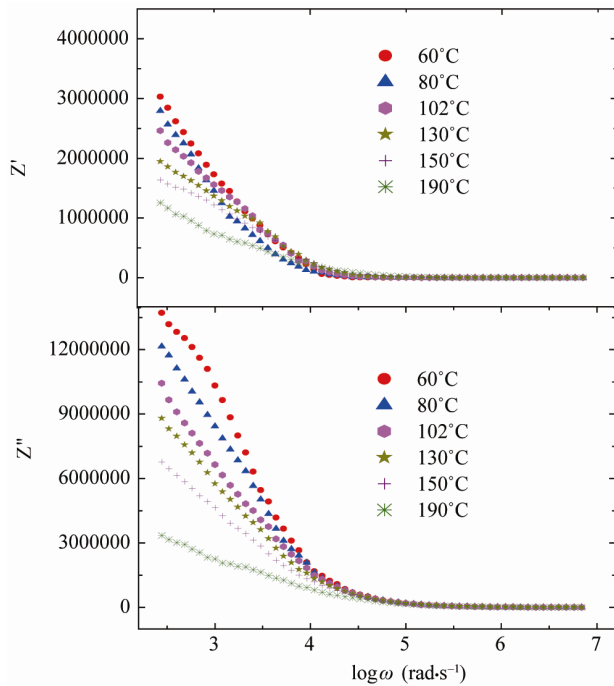 4000000
3000000
2000000
1000000
0
Z'
60˚C
80˚C
102˚C
130˚C
150˚C
190˚C
12000000
9000000
6000000
3000000
0
Z"
60˚C
80˚C
102˚C
130˚C
150˚C
190˚C
3 4 5 6 7
logω (rad·s⁻¹)